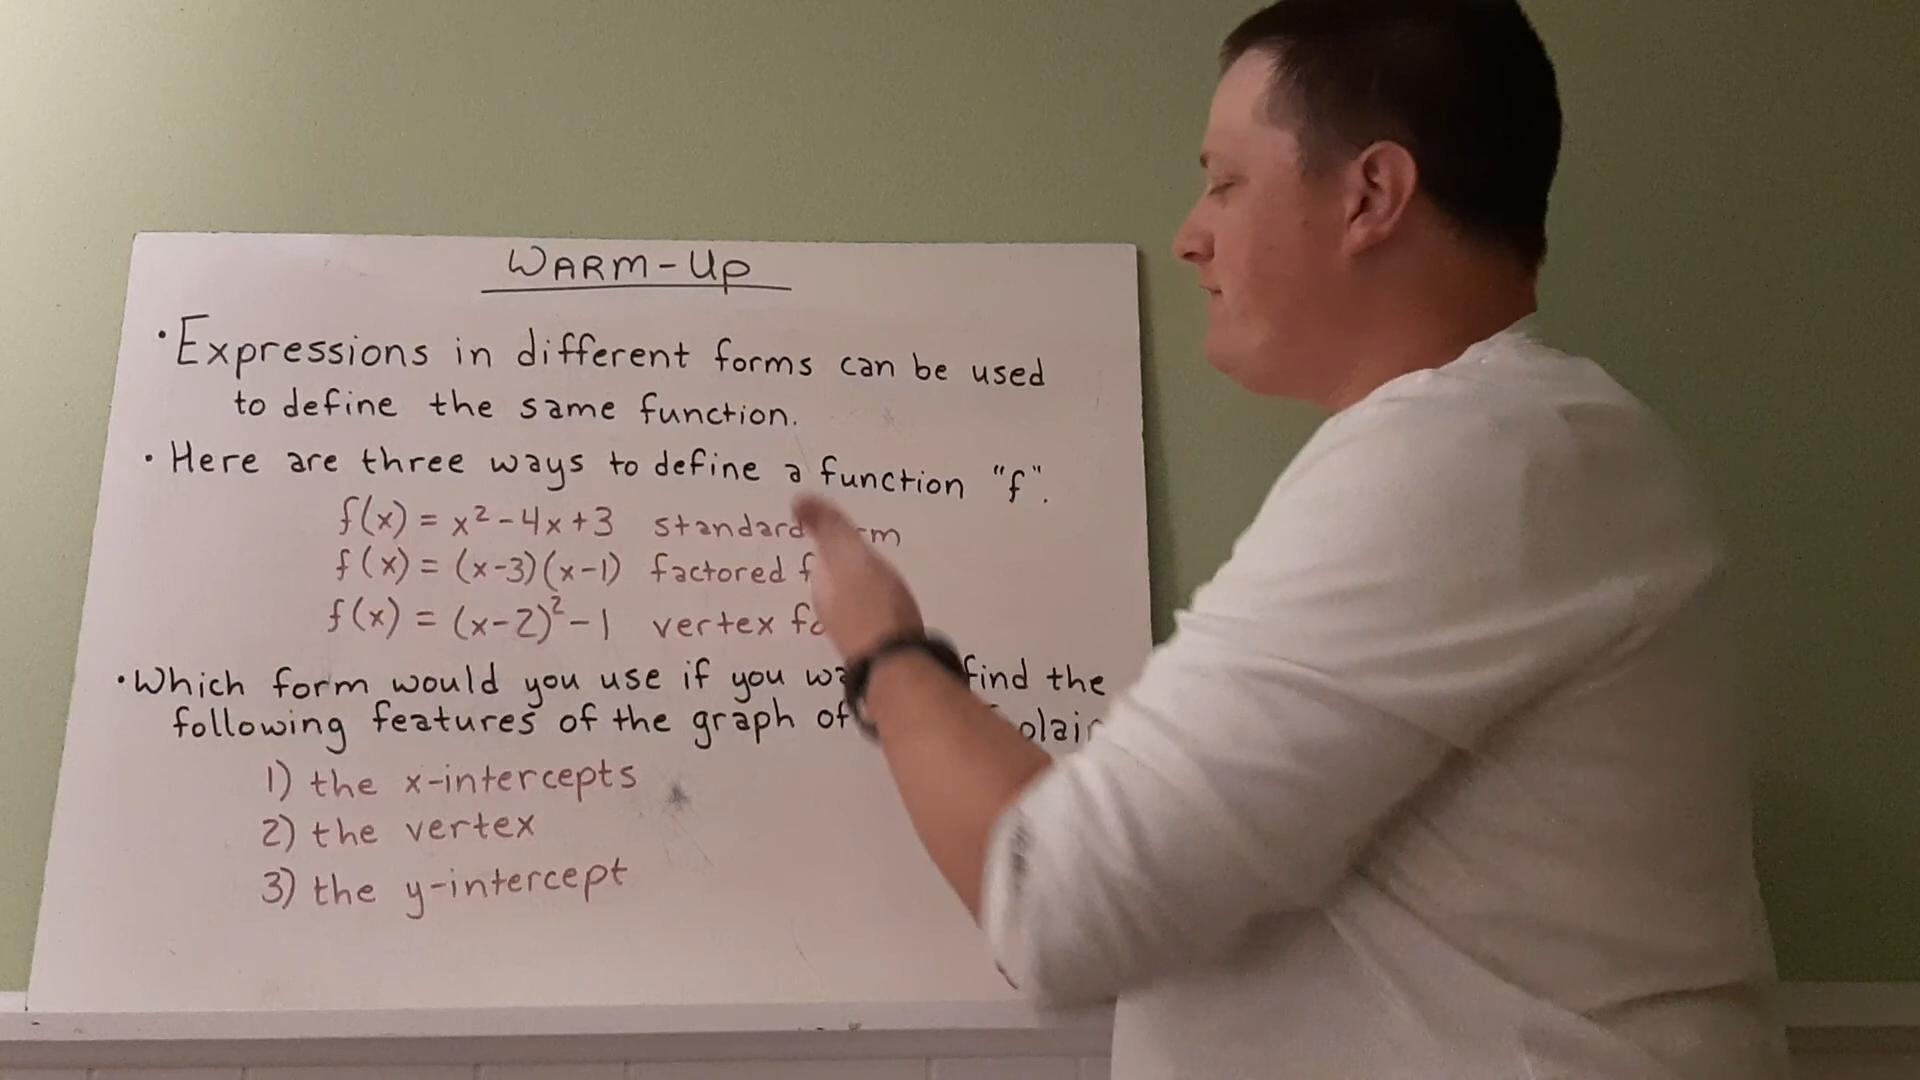 WARM-UP
• Expressions in different forms can be used
to define the same function.
• Here are three ways to define a function "f".
f(x) = x² - 4x + 3 standard
f(x) = (x-3)(x-1) factored
f(x) = (x-2)² - 1 vertex
• Which form would you use if you find the
following features of the graph of
1) the x-intercepts
2) the vertex
3) the y-intercept